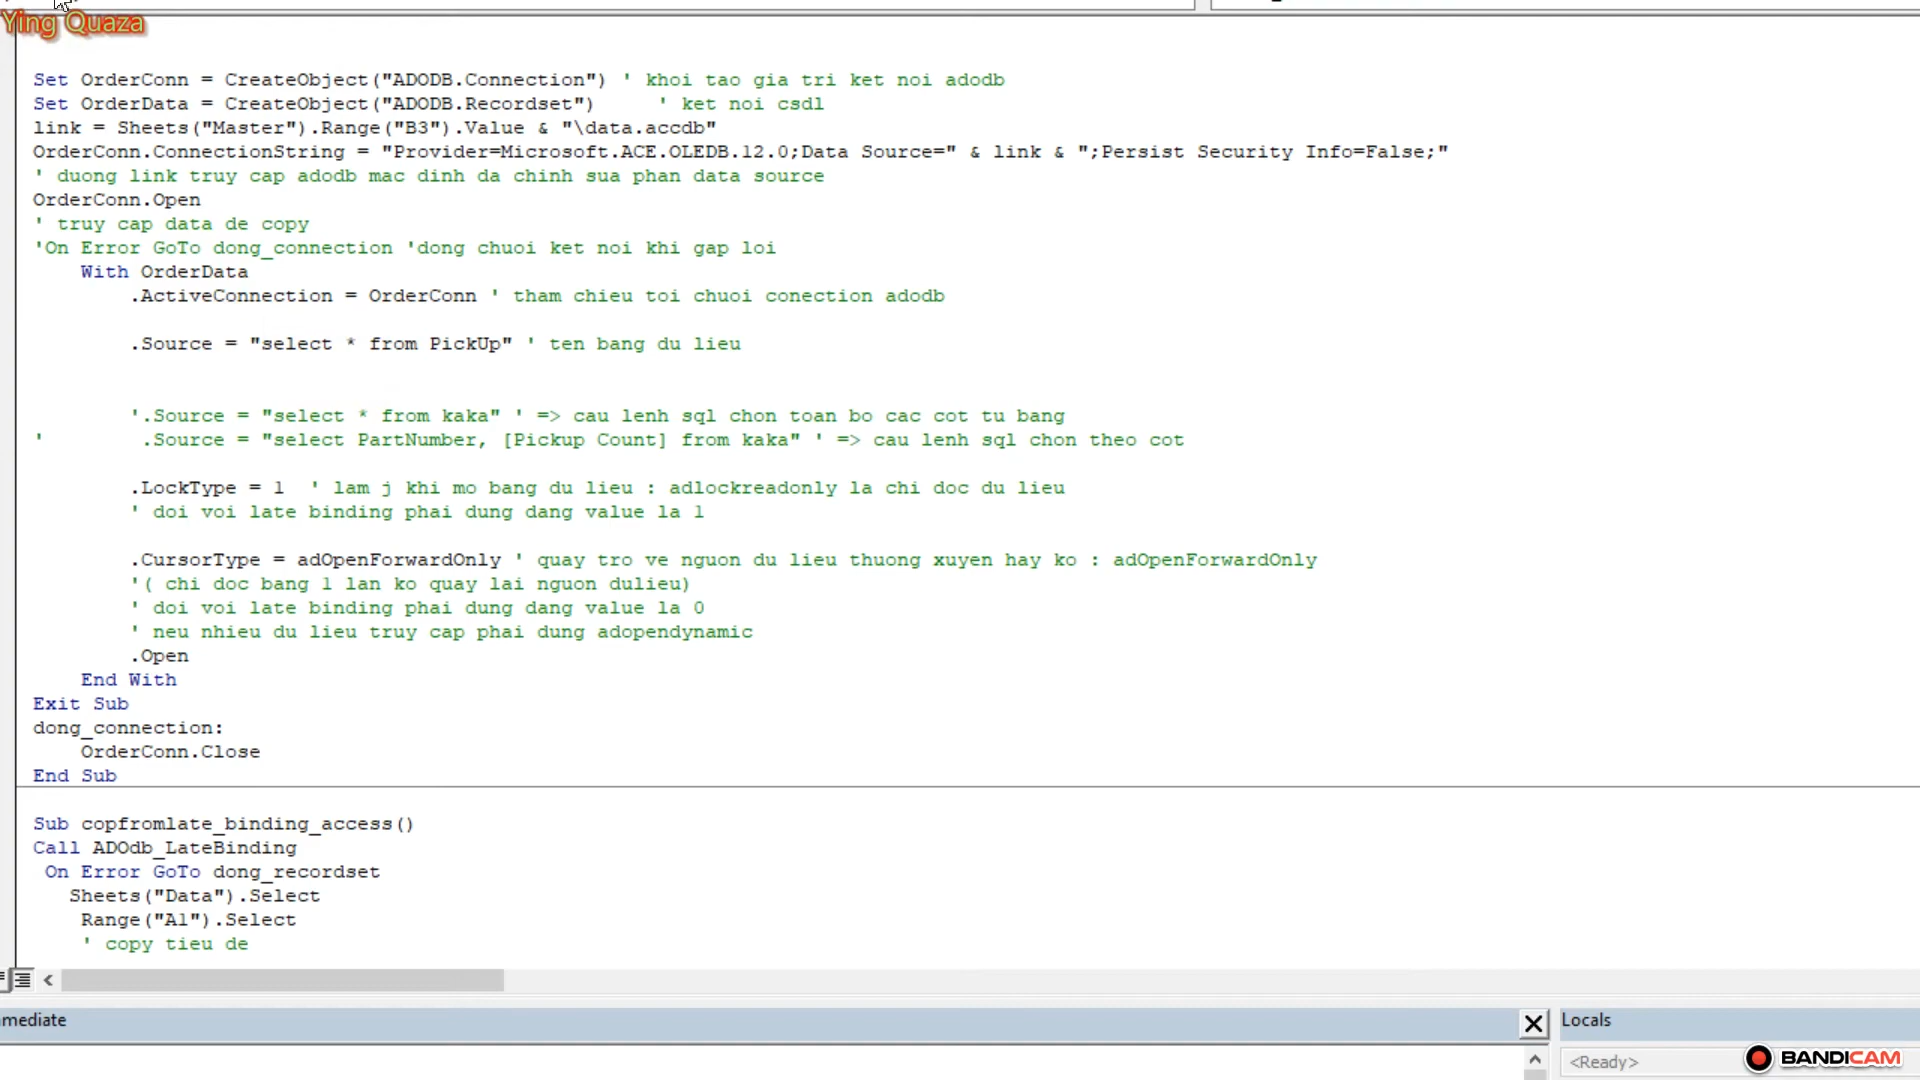 Ying Quaza
Set OrderConn = CreateObject("ADODB.Connection") ' khoi tao gia tri ket noi adodb
Set OrderData = CreateObject("ADODB.Recordset")     ' ket noi csdl
link = Sheets("Master").Range("B3").Value & "\data.accdb"
OrderConn.ConnectionString = "Provider=Microsoft.ACE.OLEDB.12.0;Data Source=" & link & ";Persist Security Info=False;"
' duong link truy cap adodb mac dinh da chinh sua phan data source
OrderConn.Open
' truy cap data de copy
'On Error GoTo dong_connection 'dong chuoi ket noi khi gap loi
With OrderData
.ActiveConnection = OrderConn ' tham chieu toi chuoi conection adodb
.Source = "select * from PickUp" ' ten bang du lieu
'.Source = "select * from kaka" ' => cau lenh sql chon toan bo cac cot tu bang
'        .Source = "select PartNumber, [Pickup Count] from kaka" ' => cau lenh sql chon theo cot
.LockType = 1  ' lam j khi mo bang du lieu : adlockreadonly la chi doc du lieu
' doi voi late binding phai dung dang value la 1
.CursorType = adOpenForwardOnly ' quay tro ve nguon du lieu thuong xuyen hay ko : adOpenForwardOnly
'( chi doc bang 1 lan ko quay lai nguon dulieu)
' doi voi late binding phai dung dang value la 0
' neu nhieu du lieu truy cap phai dung adopendynamic
.Open
End With
Exit Sub
dong_connection:
OrderConn.Close
End Sub
Sub copfromlate_binding_access()
Call ADOdb_LateBinding
On Error GoTo dong_recordset
Sheets("Data").Select
Range("A1").Select
' copy tieu de
mediate
Locals
<Ready>
BANDICAM